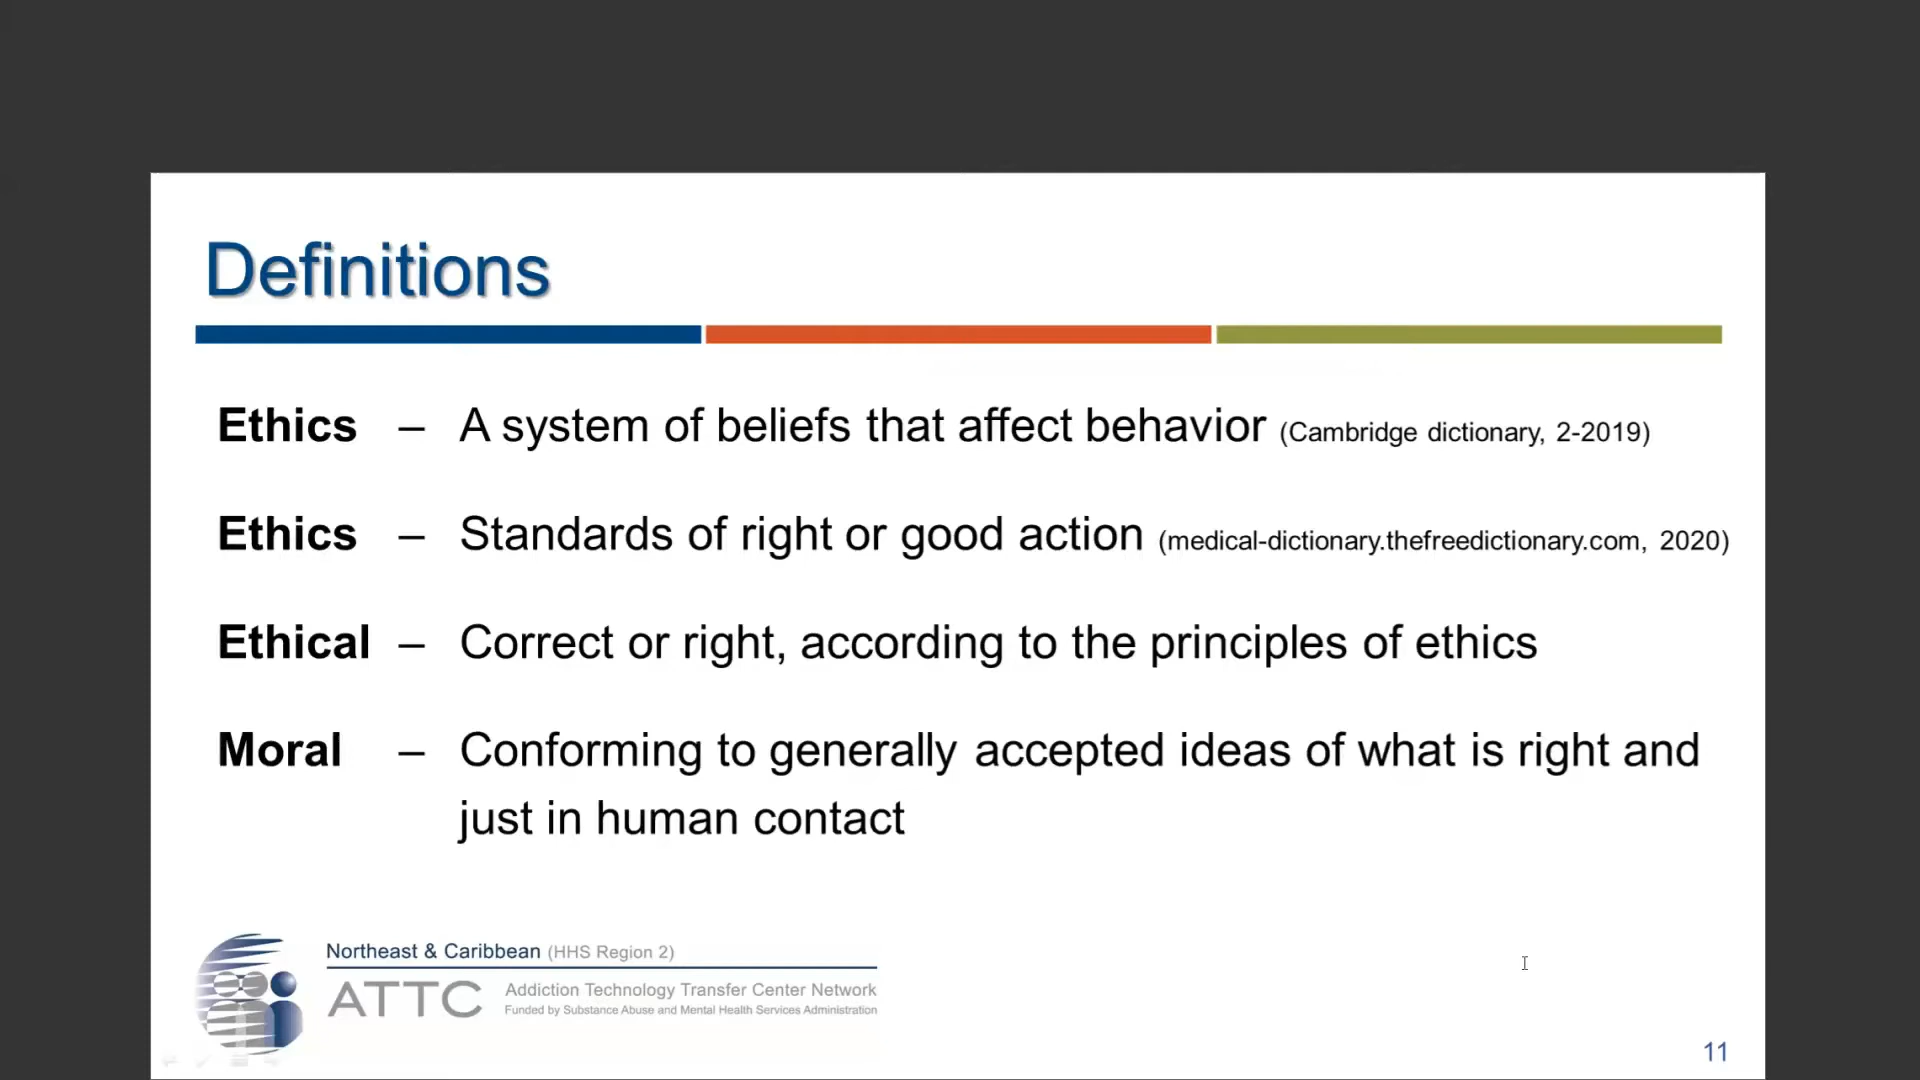 Definitions
Ethics – A system of beliefs that affect behavior (Cambridge dictionary, 2-2019)
Ethics – Standards of right or good action (medical-dictionary.thefreedictionary.com, 2020)
Ethical – Correct or right, according to the principles of ethics
Moral – Conforming to generally accepted ideas of what is right and
just in human contact
Northeast & Caribbean (HHS Region 2)
ATTC Addiction Technology Transfer Center Network
Funded by Substance Abuse and Mental Health Services Administration
11